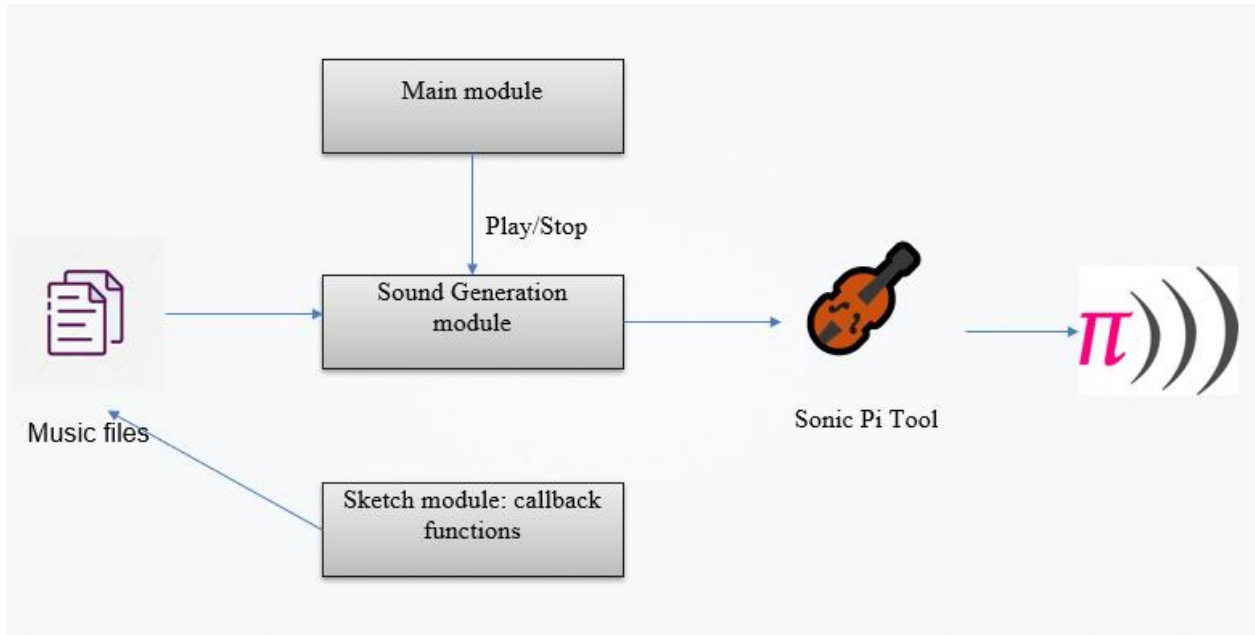 Main module
Play/Stop
Sound Generation
module
Music files
Sonic Pi Tool
π
Sketch module: callback
functions